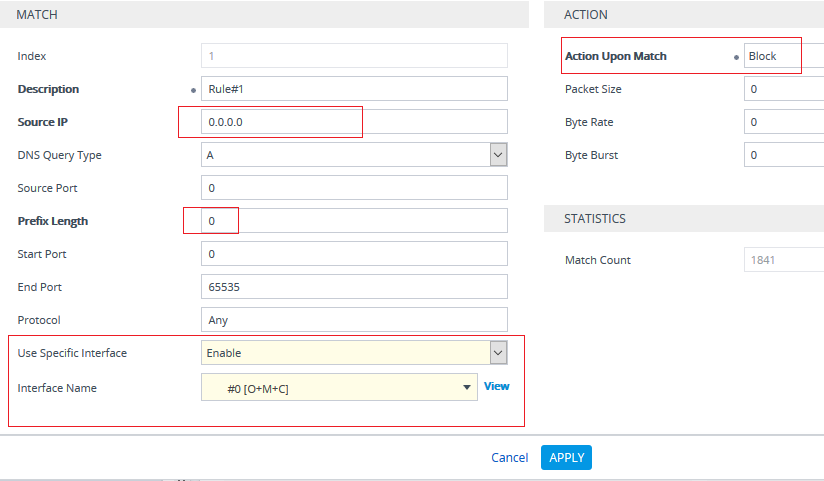 MATCH
Index 1
Description Rule#1
Source IP 0.0.0.0
DNS Query Type A
Source Port 0
Prefix Length 0
Start Port 0
End Port 65535
Protocol Any
Use Specific Interface Enable
Interface Name #0 [O+M+C] View
ACTION
Action Upon Match Block
Packet Size 0
Byte Rate 0
Byte Burst 0
STATISTICS
Match Count 1841
Cancel APPLY